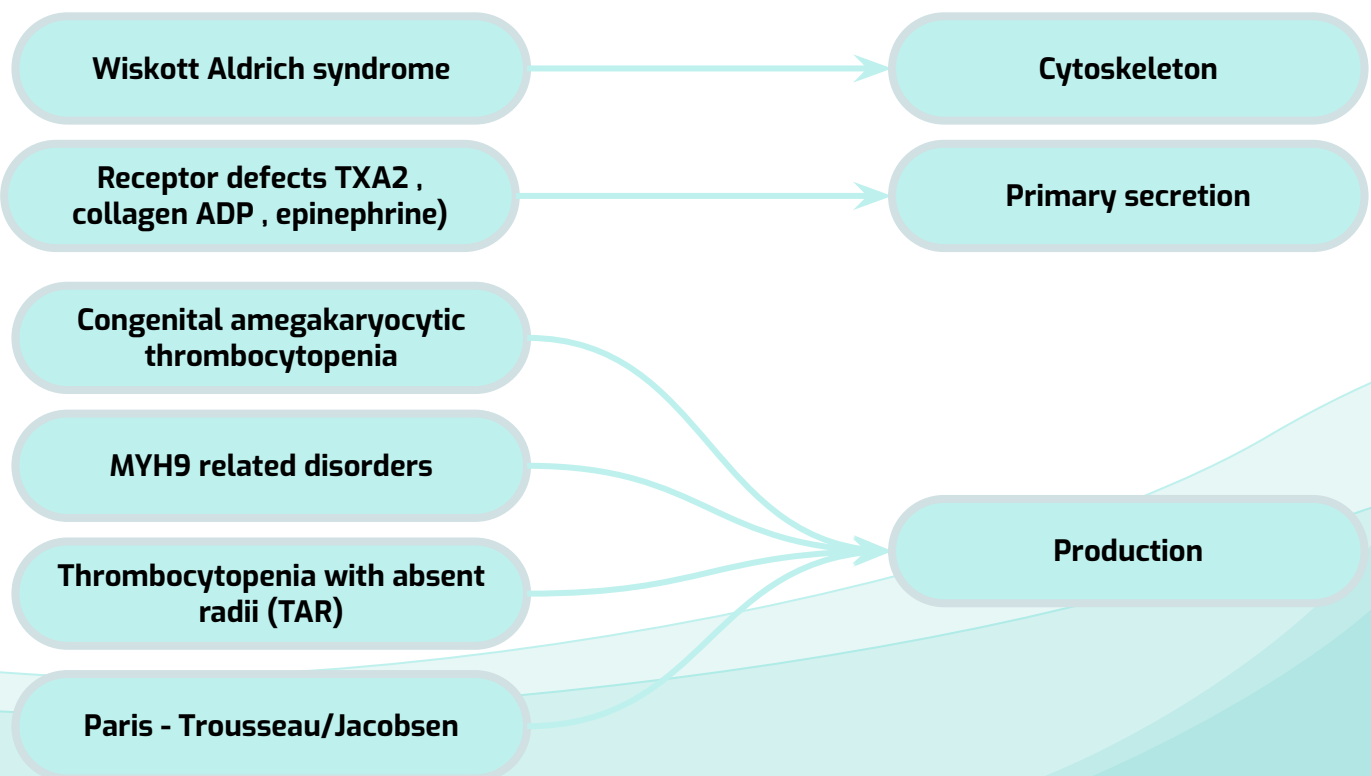 Wiskott Aldrich syndrome
Cytoskeleton
Receptor defects TXA2 ,
collagen ADP , epinephrine)
Primary secretion
Congenital amegakaryocytic
thrombocytopenia
MYH9 related disorders
Thrombocytopenia with absent
radii (TAR)
Paris - Trousseau/Jacobsen
Production